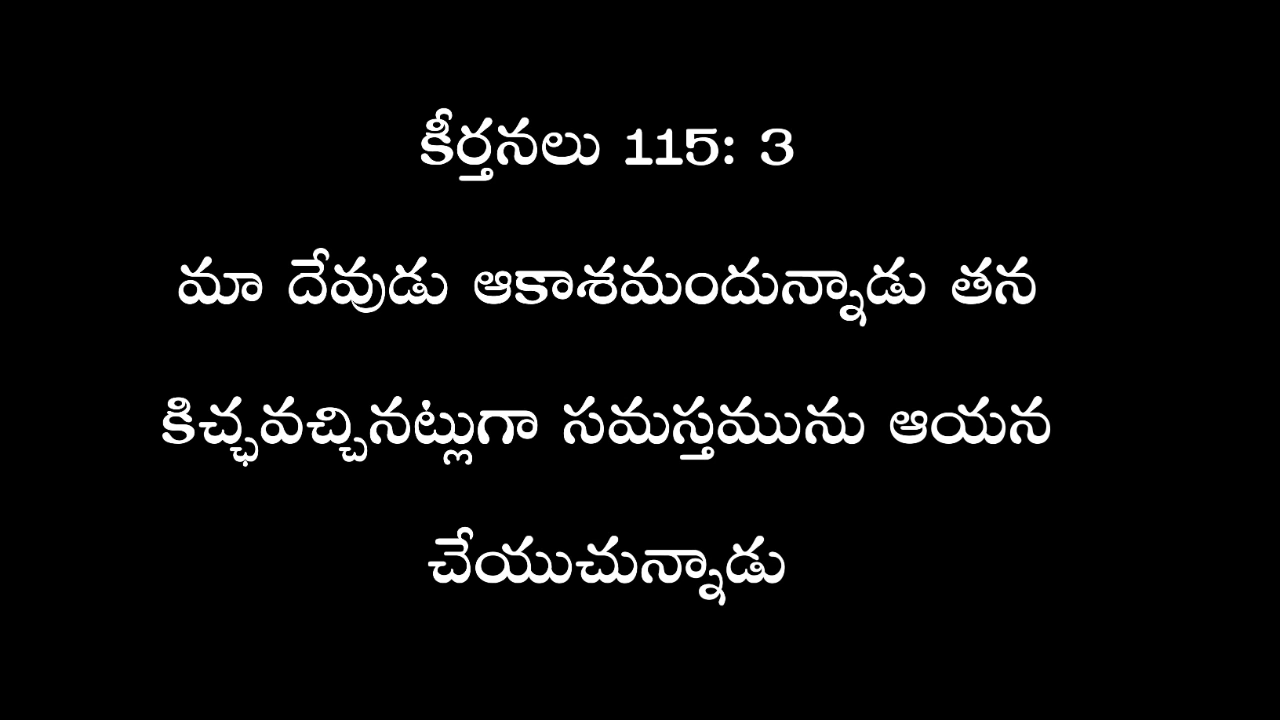 కీర్తనలు 115: 3
మా దేవుడు ఆకాశమందున్నాడు తన
కిచ్ఛవచ్చినట్లుగా సమస్తమును ఆయన
చేయుచున్నాడు